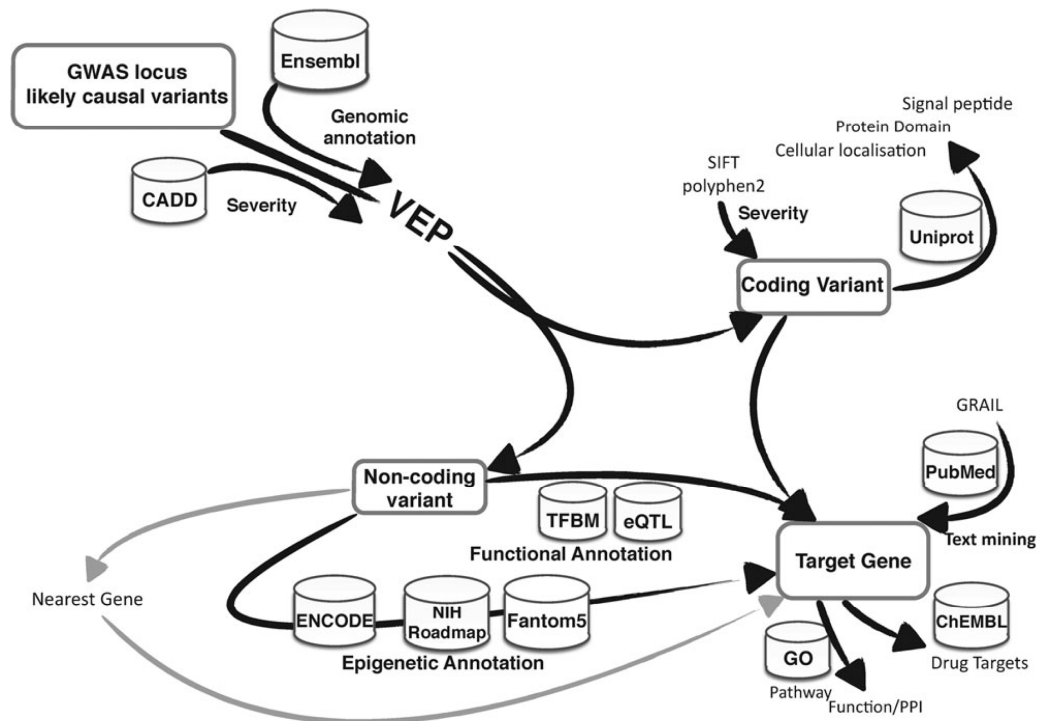 GWAS locus
likely causal variants
Ensembl
Genomic
annotation
CADD
Severity
VEP
SIFT
polyphen2
Severity
Signal peptide
Protein Domain
Cellular localisation
Uniprot
Coding Variant
GRAIL
PubMed
Text mining
Non-coding
variant
TFBM
eQTL
Functional Annotation
Target Gene
Nearest Gene
ENCODE
NIH
Roadmap
Fantom5
Epigenetic Annotation
ChEMBL
Drug Targets
GO
Pathway
Function/PPI